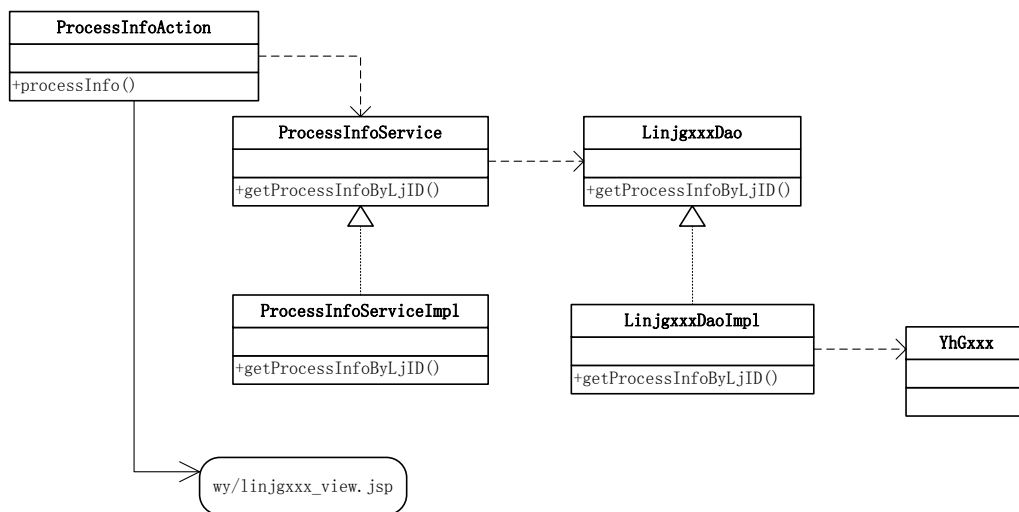 ProcessInfoAction
+processInfo()
ProcessInfoService
+getProcessInfoByLjID()
LinjgxxxDao
+getProcessInfoByLjID()
ProcessInfoServiceImpl
+getProcessInfoByLjID()
LinjgxxxDaoImpl
+getProcessInfoByLjID()
YhGxxx
wy/linjgxxx_view.jsp